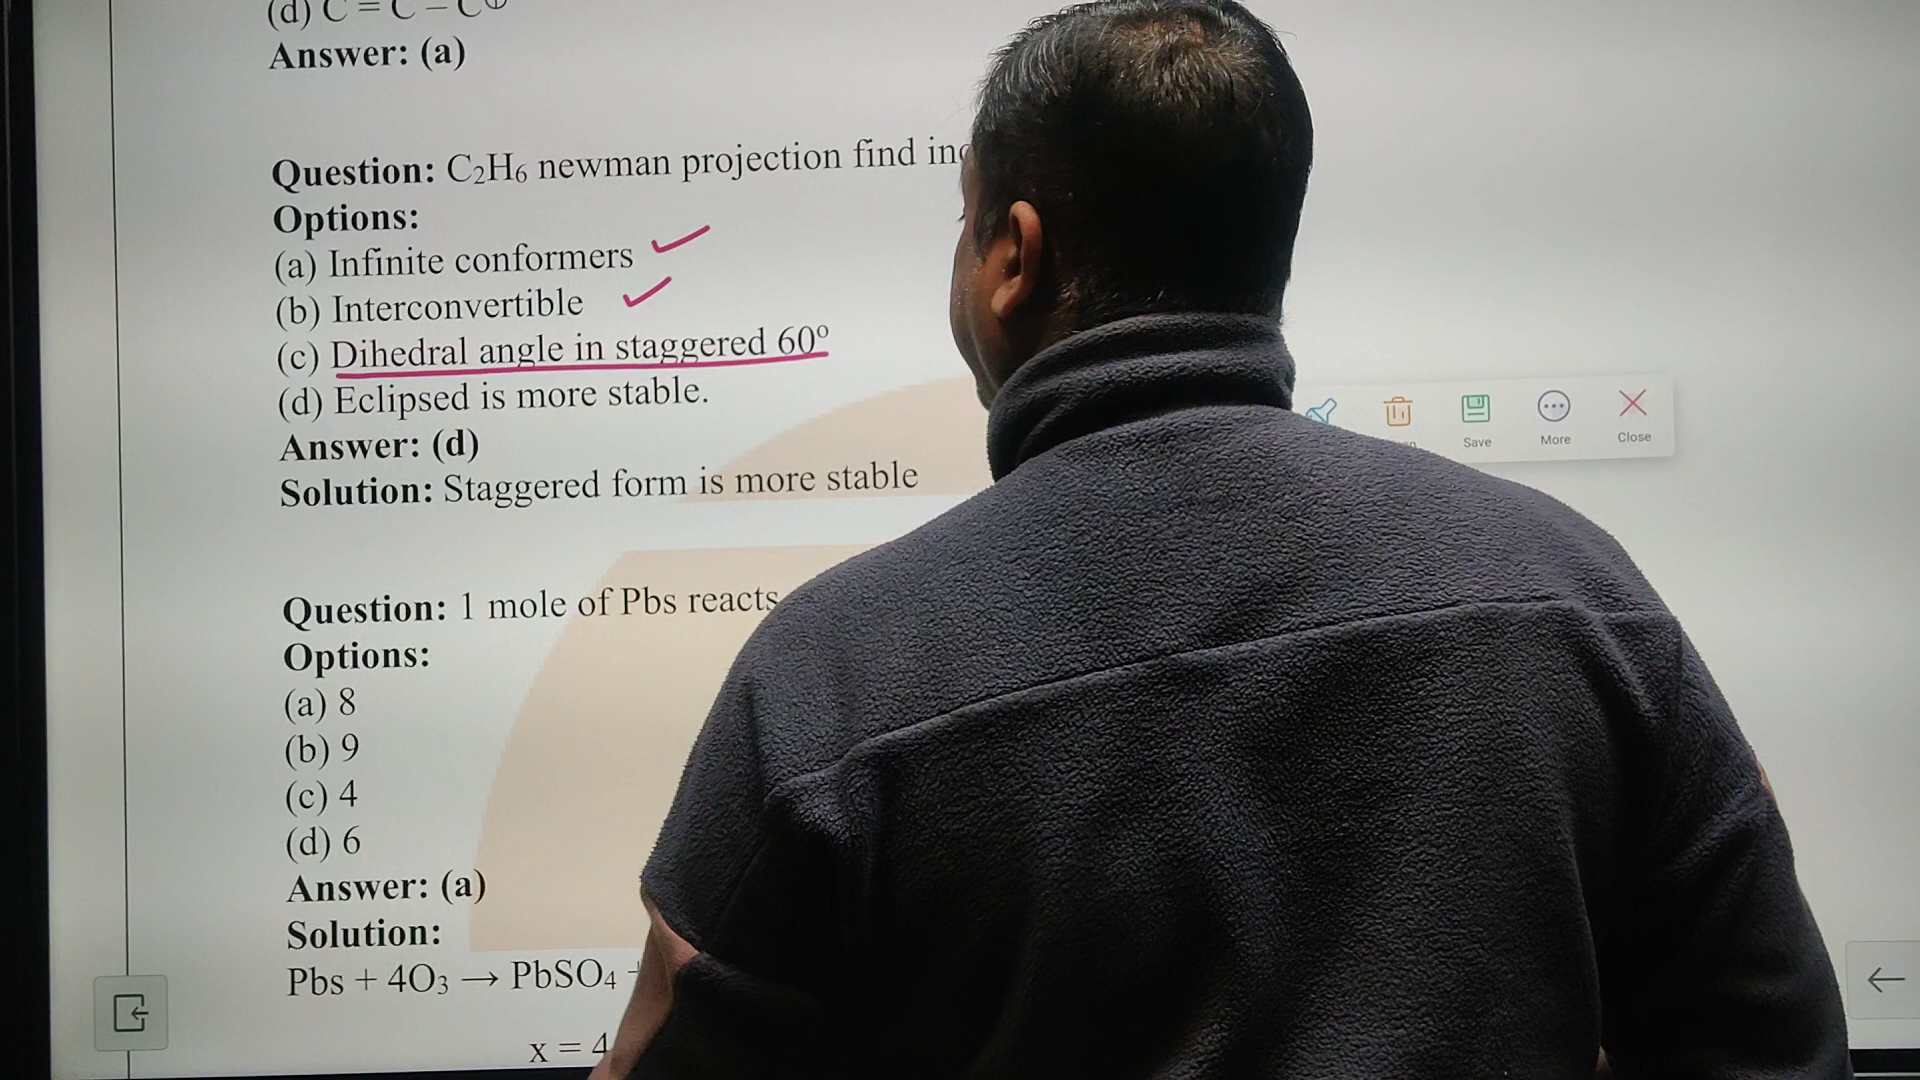 (d) C = C – C⊕
Answer: (a)
Question: C₂H₆ newman projection find
Options:
(a) Infinite conformers
(b) Interconvertible
(c) Dihedral angle in staggered 60°
(d) Eclipsed is more stable.
Answer: (d)
Solution: Staggered form is more stable
Save
More
Close
Question: 1 mole of Pbs reacts
Options:
(a) 8
(b) 9
(c) 4
(d) 6
Answer: (a)
Solution:
Pbs + 4O₃ → PbSO₄ +
x = 4